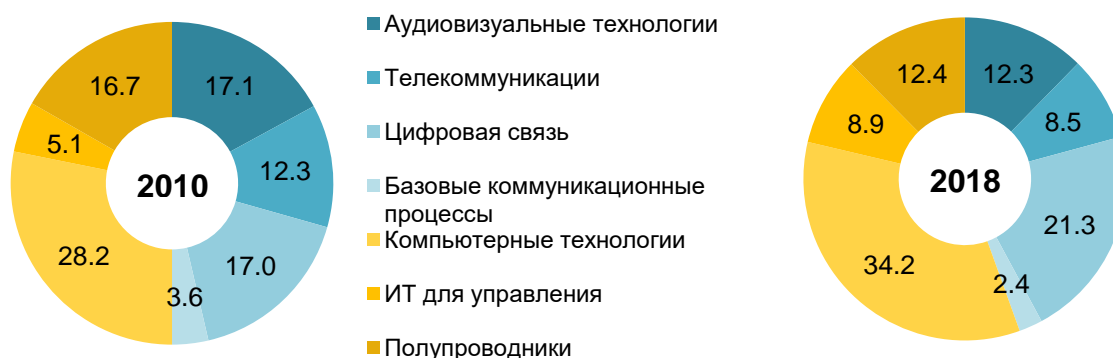 16.7
17.1
5.1
12.3
2010
28.2
17.0
3.6
Аудиовизуальные технологии
Телекоммуникации
Цифровая связь
Базовые коммуникационные
процессы
Компьютерные технологии
ИТ для управления
Полупроводники
12.4
12.3
8.9
8.5
2018
21.3
34.2
2.4